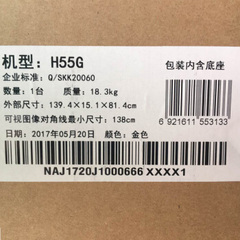 机型：H55G
企业标准：Q/SKK20060
数量：1台 质量：18.3kg
外部尺寸：139.4×15.1×81.4cm
可视图像对角线最小尺寸：138cm
日期：2017年05月20日 颜色：金色
包装内含底座
6 921611 553133
NAJ1720J1000666 XXXX1